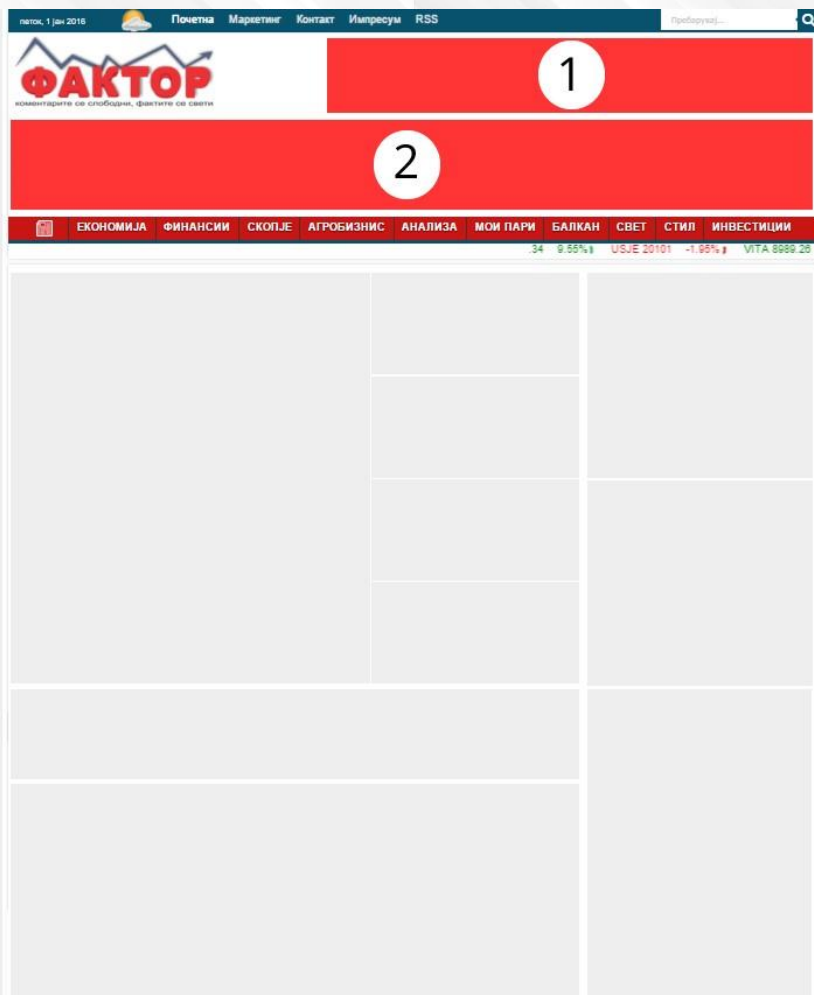 петок, 1 јан 2016 Почетна Маркетинг Контакт Импресум RSS Пребарувај...
ФАКТОР
коментарите се слободни, фактите се свети
1
2
ЕКОНОМИЈА ФИНАНСИИ СКОПЈЕ АГРОБИЗНИС АНАЛИЗА МОИ ПАРИ БАЛКАН СВЕТ СТИЛ ИНВЕСТИЦИИ
.34 9.55% USJE 20101 -1.95% VITA 8989.26